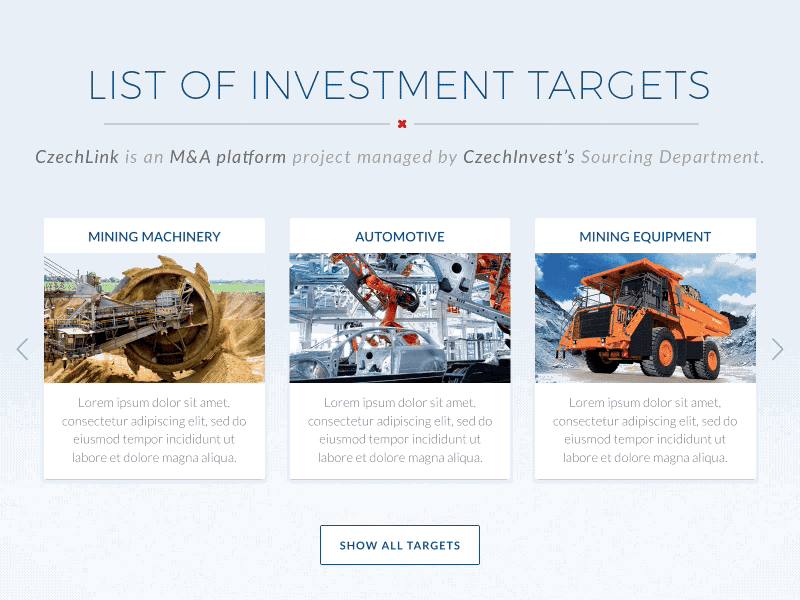 LIST OF INVESTMENT TARGETS
CzechLink is an M&A platform project managed by CzechInvest's Sourcing Department.
MINING MACHINERY
Lorem ipsum dolor sit amet,
consectetur adipiscing elit, sed do
eiusmod tempor incididunt ut
labore et dolore magna aliqua.
AUTOMOTIVE
Lorem ipsum dolor sit amet,
consectetur adipiscing elit, sed do
eiusmod tempor incididunt ut
labore et dolore magna aliqua.
MINING EQUIPMENT
Lorem ipsum dolor sit amet,
consectetur adipiscing elit, sed do
eiusmod tempor incididunt ut
labore et dolore magna aliqua.
SHOW ALL TARGETS